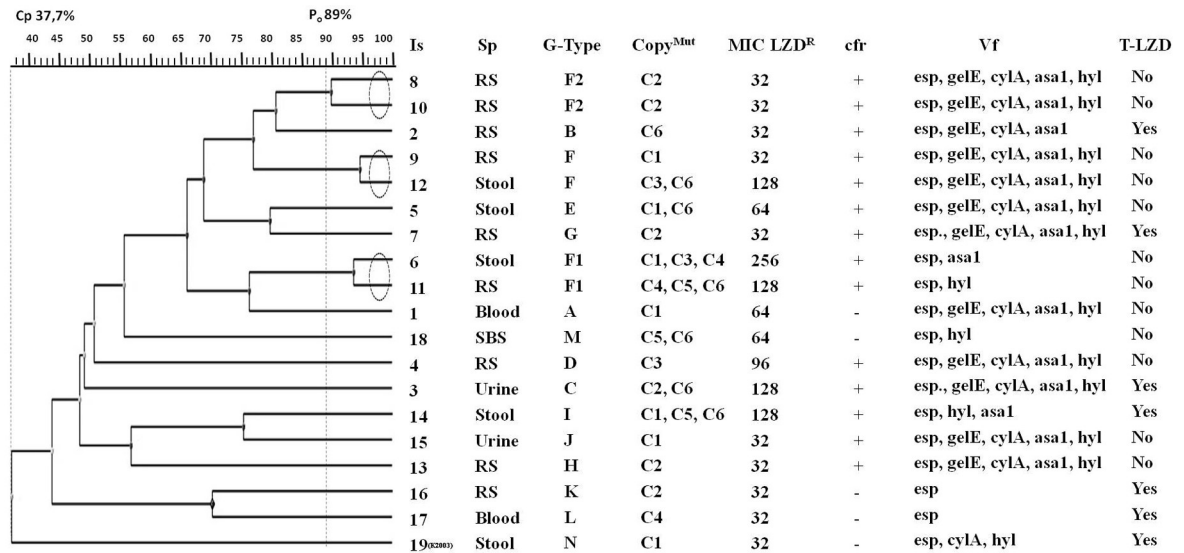 Cp 37,7% Po 89%
40 45 50 55 60 65 70 75 80 85 90 95 100
Is Sp G-Type Copy^Mut MIC LZD^R cfr Vf T-LZD
8 RS F2 C2 32 + esp, gelE, cylA, asa1, hyl No
10 RS F2 C2 32 + esp, gelE, cylA, asa1, hyl No
2 RS B C6 32 + esp, gelE, cylA, asa1 Yes
9 RS F C1 32 + esp, gelE, cylA, asa1, hyl No
12 Stool F C3, C6 128 + esp, gelE, cylA, asa1, hyl No
5 Stool E C1, C6 64 + esp, gelE, cylA, asa1, hyl No
7 RS G C2 32 + esp., gelE, cylA, asa1, hyl Yes
6 Stool F1 C1, C3, C4 256 + esp, asa1 No
11 RS F1 C4, C5, C6 128 + esp, hyl No
1 Blood A C1 64 - esp, gelE, cylA, asa1, hyl No
18 SBS M C5, C6 64 - esp, hyl No
4 RS D C3 96 + esp, gelE, cylA, asa1, hyl No
3 Urine C C2, C6 128 + esp., gelE, cylA, asa1, hyl Yes
14 Stool I C1, C5, C6 128 + esp, hyl, asa1 Yes
15 Urine J C1 32 + esp, gelE, cylA, asa1, hyl No
13 RS H C2 32 + esp, gelE, cylA, asa1, hyl No
16 RS K C2 32 - esp Yes
17 Blood L C4 32 - esp Yes
19(K2003) Stool N C1 32 - esp, cylA, hyl Yes